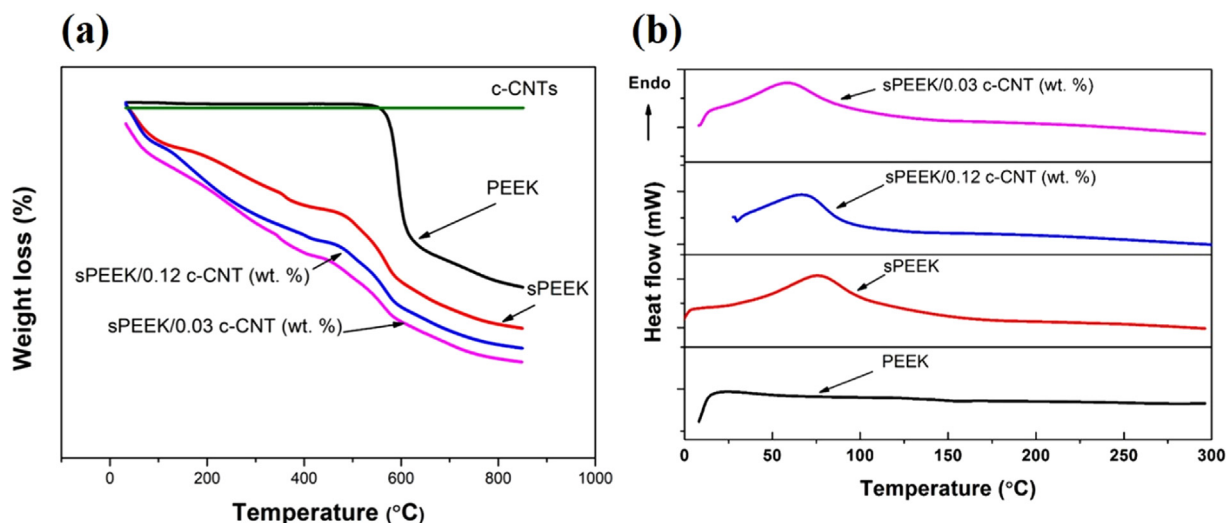 (a)
Weight loss (%)
c-CNTs
PEEK
sPEEK
sPEEK/0.12 c-CNT (wt. %)
sPEEK/0.03 c-CNT (wt. %)
0 200 400 600 800 1000
Temperature (°C)
(b)
Heat flow (mW)
Endo
sPEEK/0.03 c-CNT (wt. %)
sPEEK/0.12 c-CNT (wt. %)
sPEEK
PEEK
0 50 100 150 200 250 300
Temperature (°C)